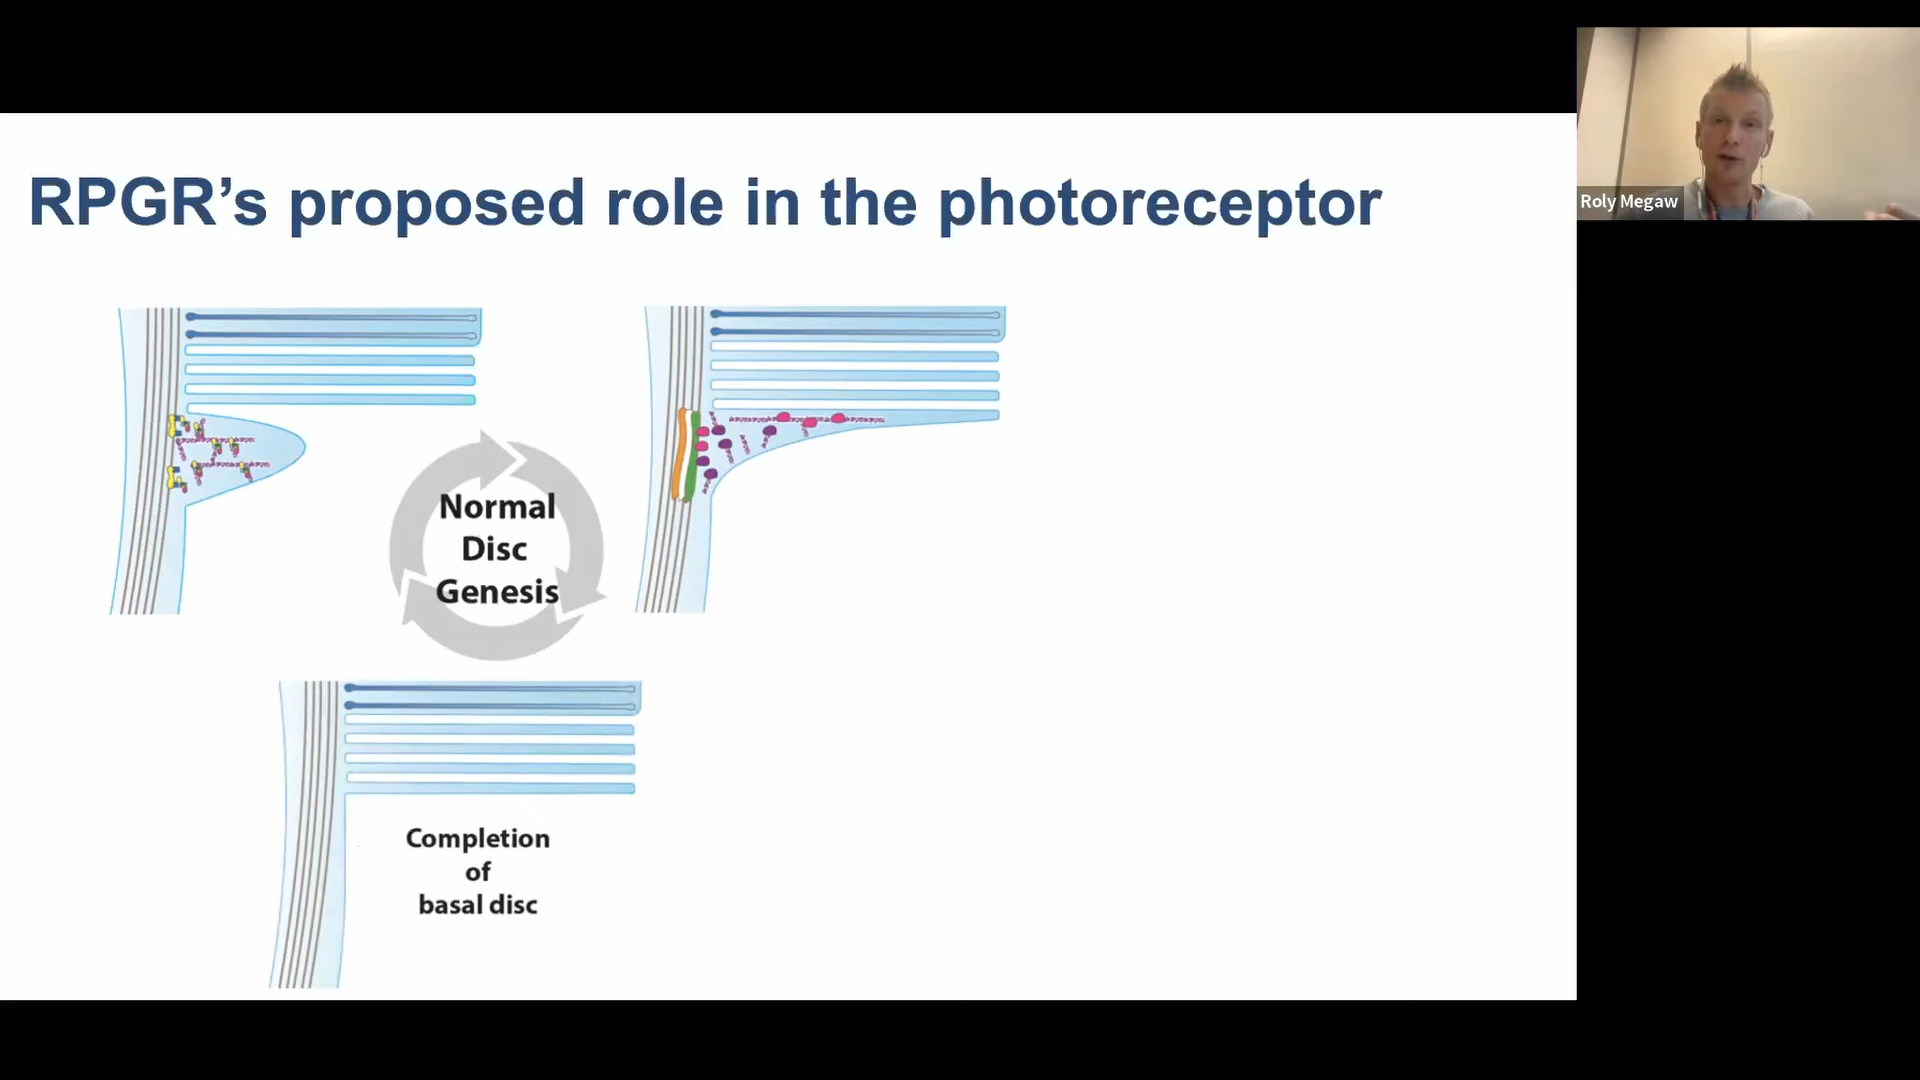 RPGR’s proposed role in the photoreceptor
Roly Megaw
Normal
Disc
Genesis
Completion
of
basal disc